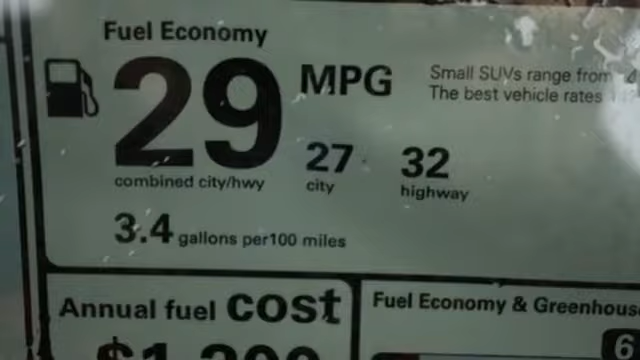 Fuel Economy
29 MPG
Small SUVs range from
The best vehicle rates
27 32
combined city/hwy city highway
3.4 gallons per100 miles
Annual fuel cost
Fuel Economy & Greenhouse
6